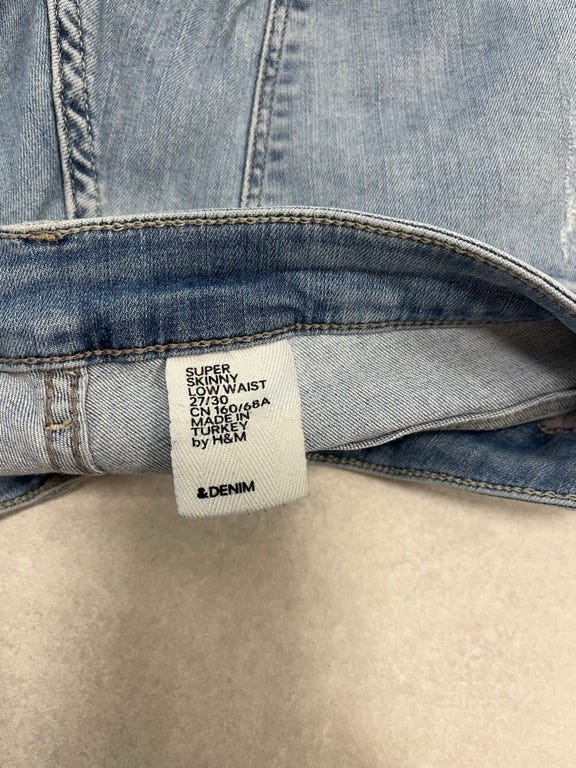 SUPER
SKINNY
LOW WAIST
27/30
CN 160/68A
MADE IN
TURKEY
by H&M
&DENIM